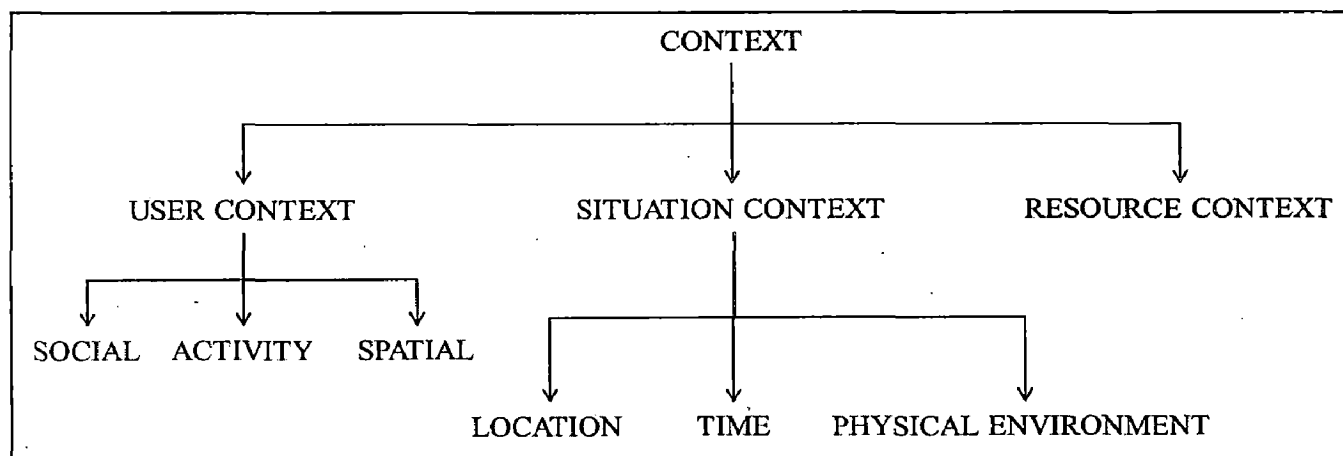 CONTEXT
USER CONTEXT SITUATION CONTEXT RESOURCE CONTEXT
SOCIAL ACTIVITY SPATIAL
LOCATION TIME PHYSICAL ENVIRONMENT